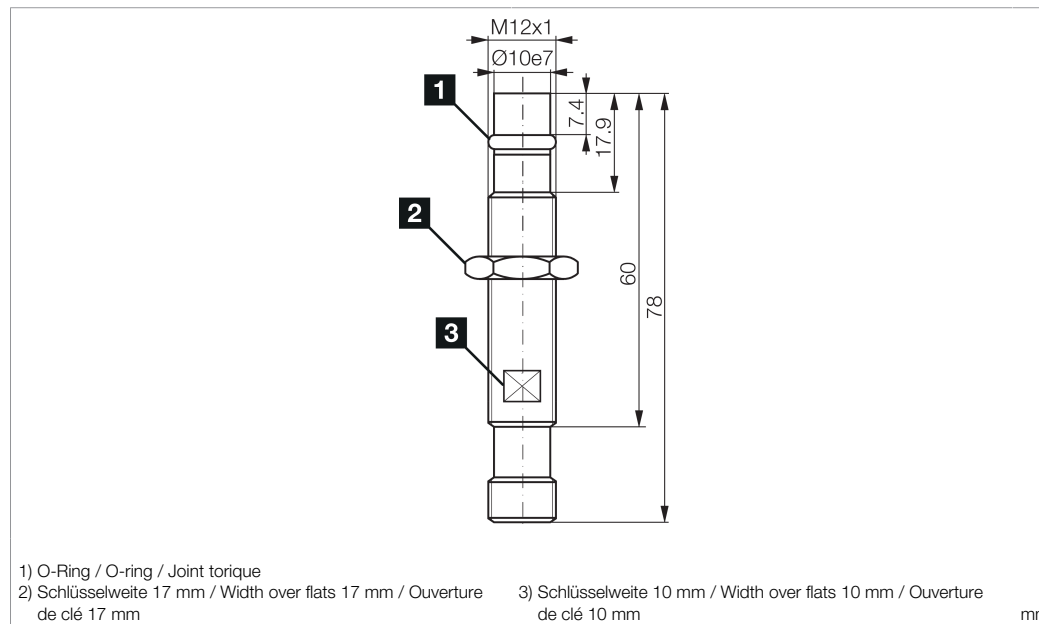 M12x1
Ø10e7
1
7.4
17.9
2
60
78
3
1) O-Ring / O-ring / Joint torique
2) Schlüsselweite 17 mm / Width over flats 17 mm / Ouverture
de clé 17 mm
3) Schlüsselweite 10 mm / Width over flats 10 mm / Ouverture
de clé 10 mm